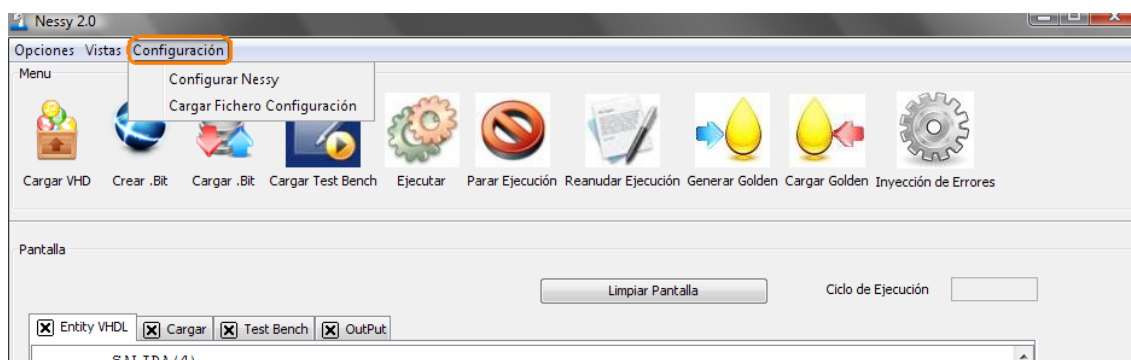 Nessy 2.0
Opciones Vistas Configuración
Menu
Configurar Nessy
Cargar Fichero Configuración
Cargar VHD Crear .Bit Cargar .Bit Cargar Test Bench Ejecutar Parar Ejecución Reanudar Ejecución Generar Golden Cargar Golden Inyección de Errores
Pantalla
Limpiar Pantalla Ciclo de Ejecución
Entity VHDL Cargar Test Bench OutPut
SALIDA(4)